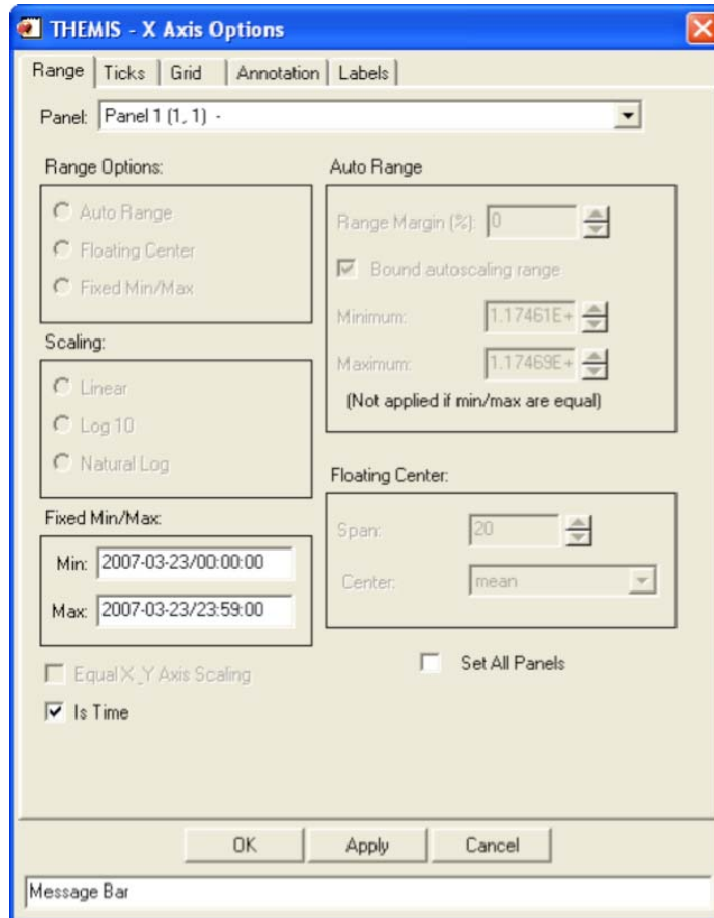 THEMIS - X Axis Options
Range Ticks Grid Annotation Labels
Panel: Panel 1 (1, 1) -
Range Options:
Auto Range
Floating Center
Fixed Min/Max
Scaling:
Linear
Log 10
Natural Log
Fixed Min/Max:
Min: 2007-03-23/00:00:00
Max: 2007-03-23/23:59:00
Equal X_Y Axis Scaling
Is Time
Auto Range
Range Margin (%): 0
Bound autoscaling range
Minimum: 1.17461E+
Maximum: 1.17469E+
(Not applied if min/max are equal)
Floating Center:
Span: 20
Center: mean
Set All Panels
OK Apply Cancel
Message Bar